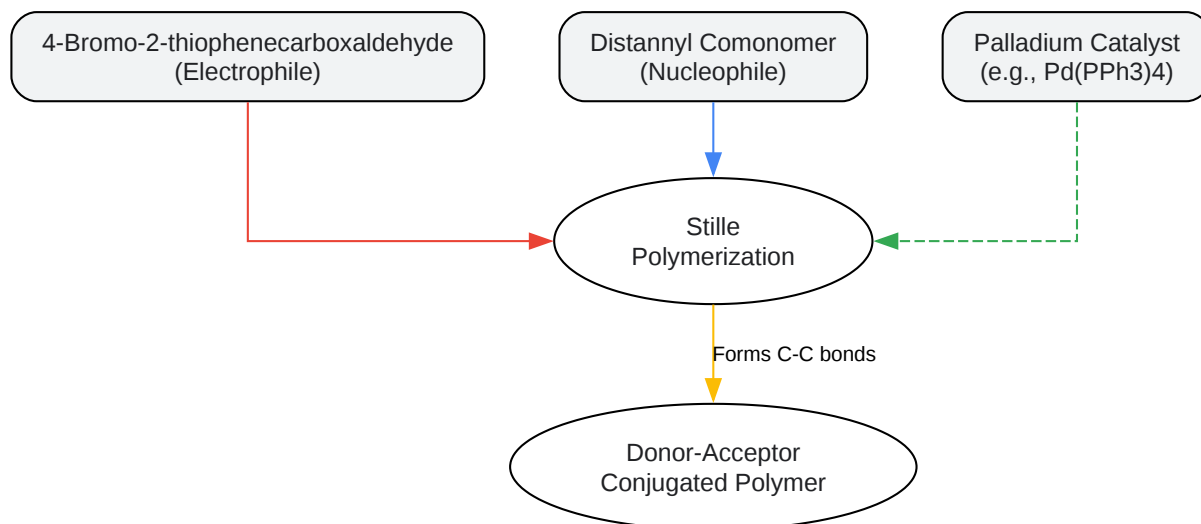 4-Bromo-2-thiophenecarboxaldehyde
(Electrophile)
Distannyl Comonomer
(Nucleophile)
Palladium Catalyst
(e.g., Pd(PPh3)4)
Stille
Polymerization
Forms C-C bonds
Donor-Acceptor
Conjugated Polymer